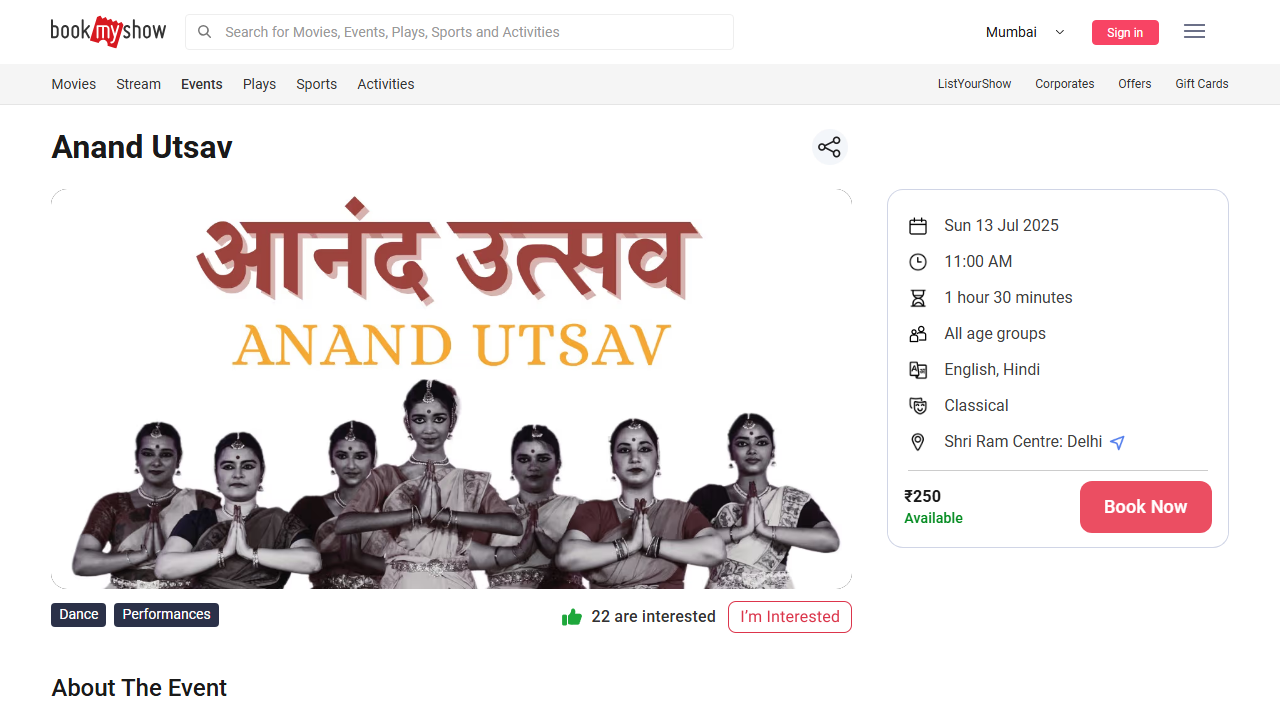 bookmyshow
Search for Movies, Events, Plays, Sports and Activities
Mumbai
Sign in
Movies Stream Events Plays Sports Activities
ListYourShow Corporates Offers Gift Cards
Anand Utsav
आनंद उत्सव
ANAND UTSAV
Sun 13 Jul 2025
11:00 AM
1 hour 30 minutes
All age groups
English, Hindi
Classical
Shri Ram Centre: Delhi
₹250
Available
Book Now
Dance Performances
22 are interested
I'm Interested
About The Event